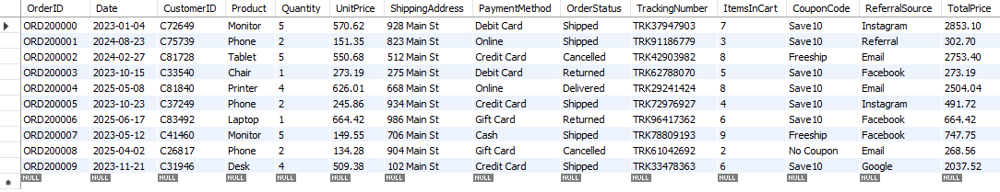 OrderID Date CustomerID Product Quantity UnitPrice ShippingAddress PaymentMethod OrderStatus TrackingNumber ItemsInCart CouponCode ReferralSource TotalPrice
ORD200000 2023-01-04 C72649 Monitor 5 570.62 928 Main St Debit Card Shipped TRK37947903 7 Save10 Instagram 2853.10
ORD200001 2024-08-23 C75739 Phone 2 151.35 823 Main St Online Shipped TRK91186779 3 Save10 Referral 302.70
ORD200002 2024-02-27 C81728 Tablet 5 550.68 512 Main St Credit Card Cancelled TRK42903982 8 Freeship Email 2753.40
ORD200003 2023-10-15 C33540 Chair 1 273.19 275 Main St Debit Card Returned TRK62788070 5 Save10 Facebook 273.19
ORD200004 2025-05-08 C81840 Printer 4 626.01 668 Main St Online Delivered TRK29241424 8 Save10 Email 2504.04
ORD200005 2023-10-23 C37249 Phone 2 245.86 934 Main St Credit Card Shipped TRK72976927 4 Save10 Instagram 491.72
ORD200006 2025-06-17 C83492 Laptop 1 664.42 986 Main St Gift Card Returned TRK96417362 6 Save10 Facebook 664.42
ORD200007 2023-05-12 C41460 Monitor 5 149.55 706 Main St Cash Shipped TRK78809193 9 Freeship Facebook 747.75
ORD200008 2025-04-02 C26817 Phone 2 134.28 904 Main St Gift Card Cancelled TRK61042692 2 No Coupon Email 268.56
ORD200009 2023-11-21 C31946 Desk 4 509.38 102 Main St Credit Card Shipped TRK33478363 6 Save10 Google 2037.52
NULL NULL NULL NULL NULL NULL NULL NULL NULL NULL NULL NULL NULL NULL